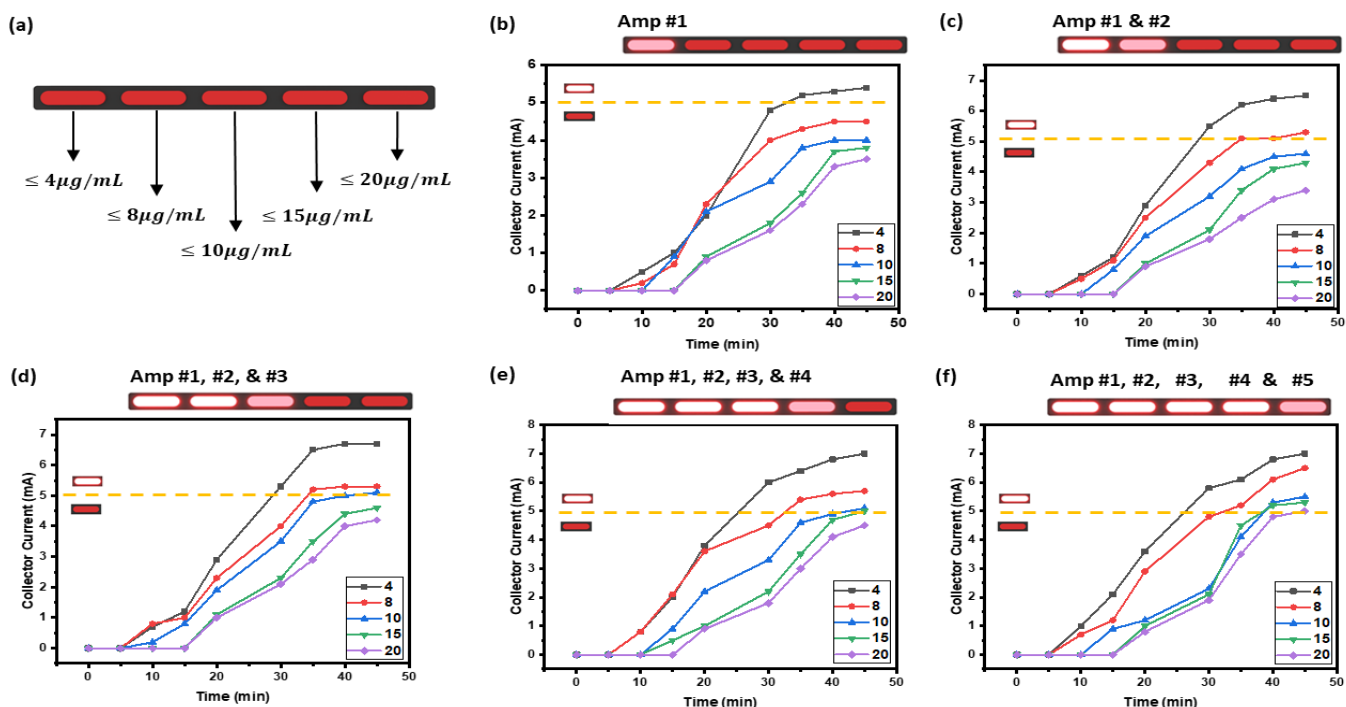 (a)
≤ 4μg/mL
≤ 8μg/mL
≤ 10μg/mL
≤ 15μg/mL
≤ 20μg/mL
(b)
Amp #1
Collector Current (mA)
6
5
4
3
2
1
0
0 10 20 30 40 50
Time (min)
4
8
10
15
20
(c)
Amp #1 & #2
Collector Current (mA)
7
6
5
4
3
2
1
0
0 10 20 30 40 50
Time (min)
4
8
10
15
20
(d)
Amp #1, #2, & #3
Collector Current (mA)
7
6
5
4
3
2
1
0
0 10 20 30 40 50
Time (min)
4
8
10
15
20
(e)
Amp #1, #2, #3, & #4
Collector Current (mA)
8
7
6
5
4
3
2
1
0
0 10 20 30 40 50
Time (min)
4
8
10
15
20
(f)
Amp #1, #2, #3, #4 & #5
Collector Current (mA)
8
7
6
5
4
3
2
1
0
0 10 20 30 40 50
Time (min)
4
8
10
15
20